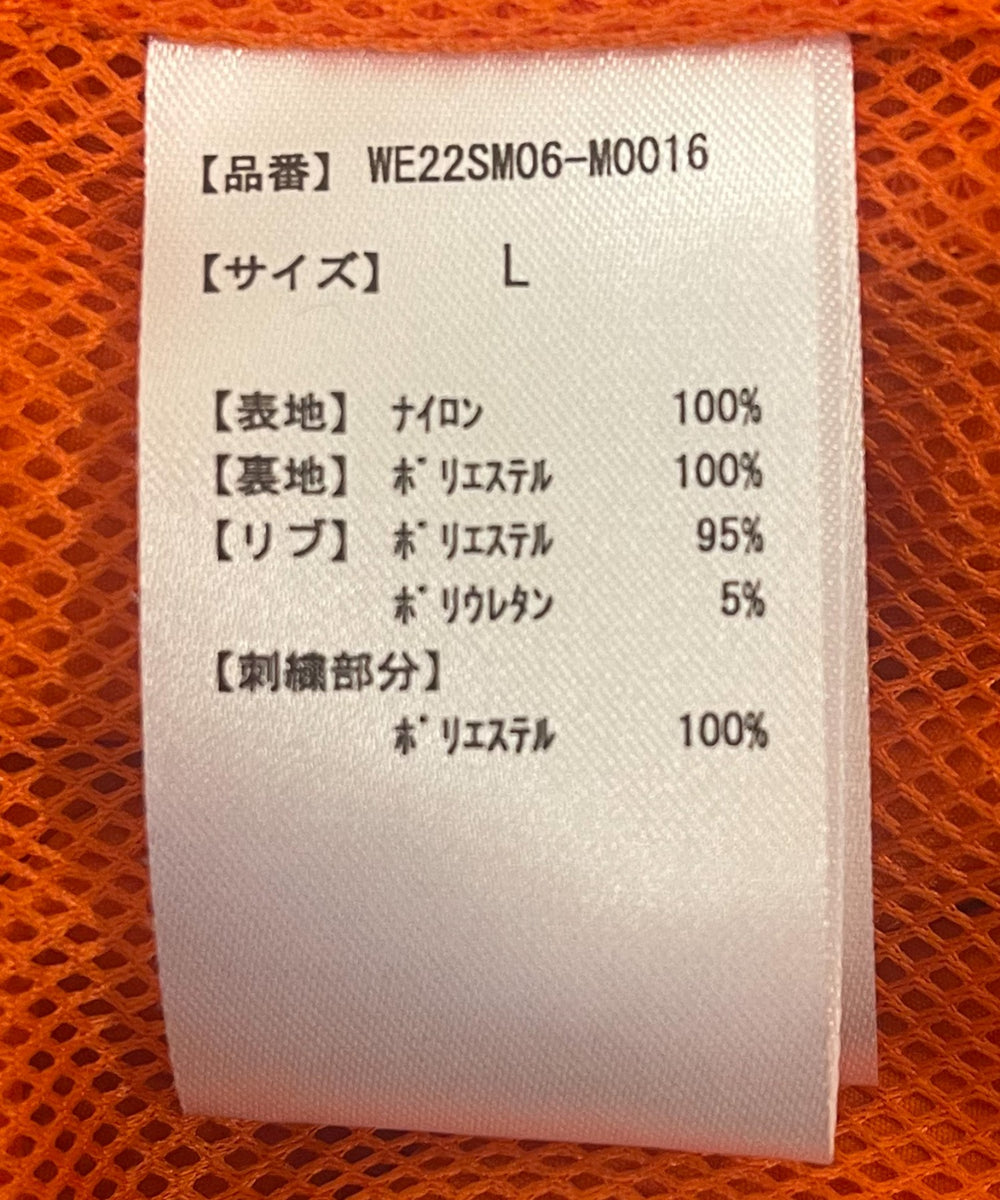 【品番】 WE22SM06-M0016
【サイズ】 L
【表地】 ﾅｲﾛﾝ 100%
【裏地】 ﾎﾟﾘｴｽﾃﾙ 100%
【リブ】 ﾎﾟﾘｴｽﾃﾙ 95%
ﾎﾟﾘｳﾚﾀﾝ 5%
【刺繍部分】
ﾎﾟﾘｴｽﾃﾙ 100%